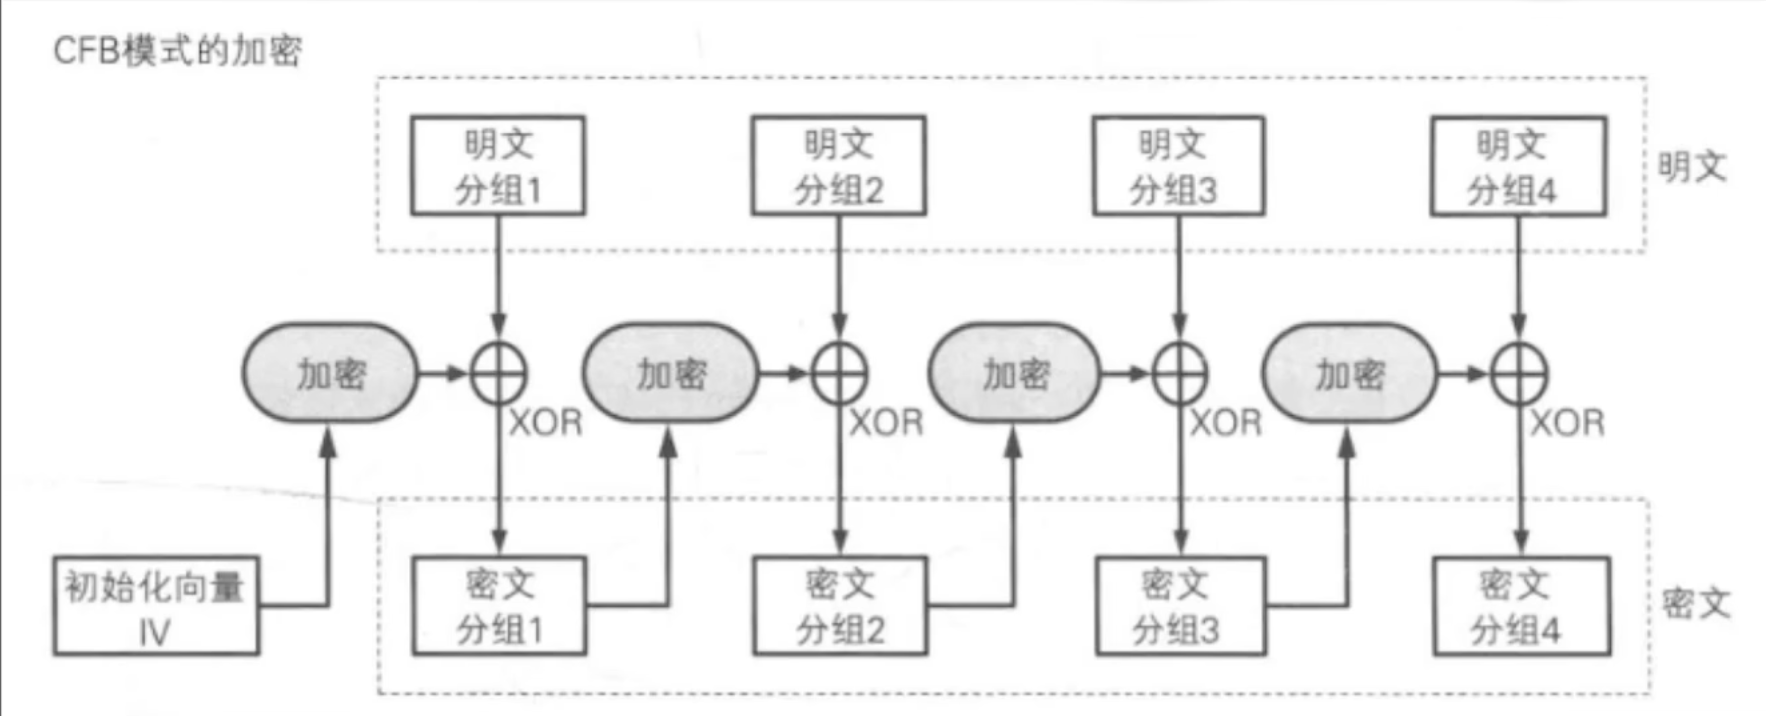 CFB模式的加密
明文
分组1
明文
分组2
明文
分组3
明文
分组4
明文
加密
加密
加密
加密
XOR
XOR
XOR
XOR
初始化向量
IV
密文
分组1
密文
分组2
密文
分组3
密文
分组4
密文